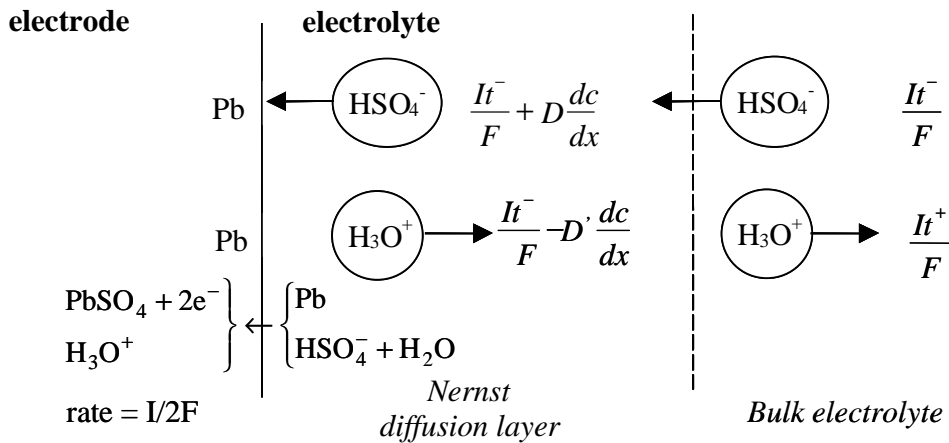 electrode electrolyte
Pb HSO₄⁻ It⁻/F + D dc/dx HSO₄⁻ It⁻/F
Pb H₃O⁺ It⁻/F −D' dc/dx H₃O⁺ It⁺/F
PbSO₄ + 2e⁻ } ← { Pb
H₃O⁺ HSO₄⁻ + H₂O
rate = I/2F Nernst
diffusion layer Bulk electrolyte